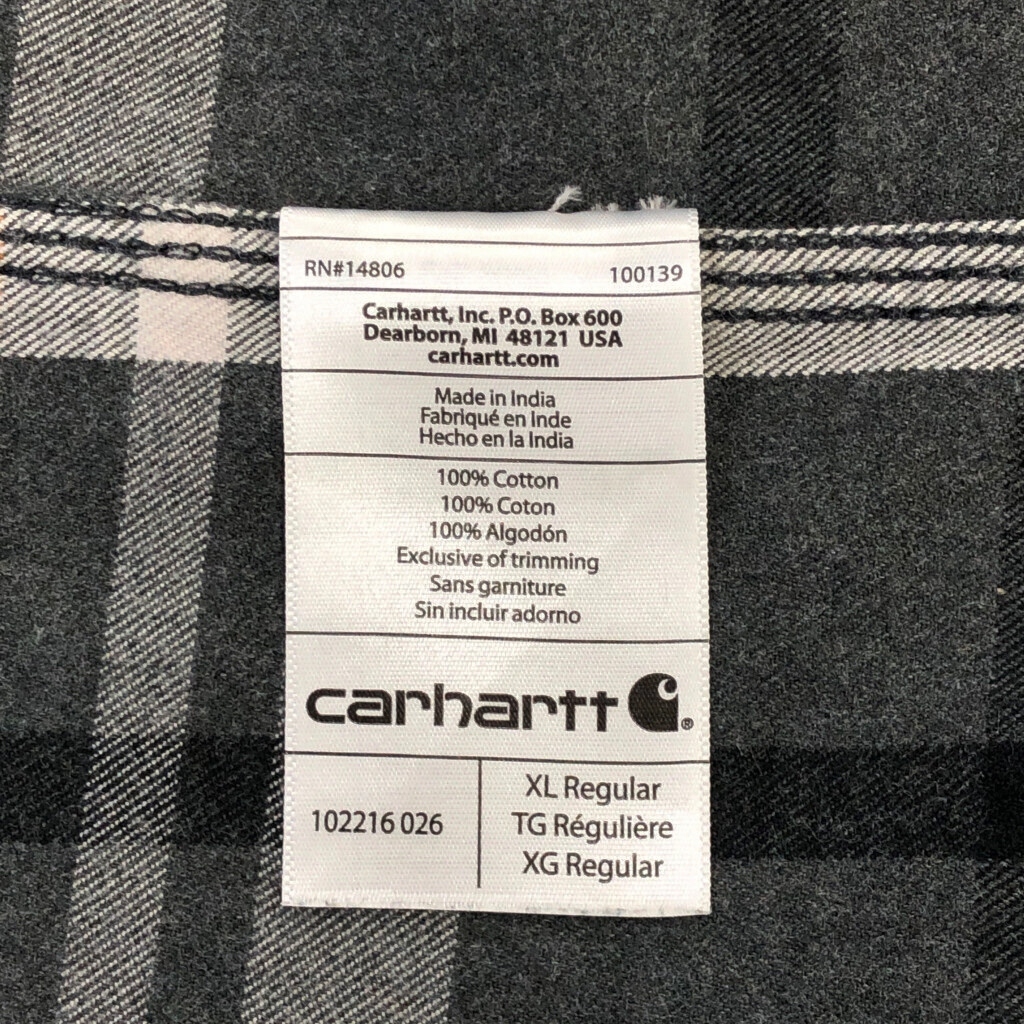 RN#14806 100139
Carhartt, Inc. P.O. Box 600
Dearborn, MI 48121 USA
carhartt.com
Made in India
Fabriqué en Inde
Hecho en la India
100% Cotton
100% Coton
100% Algodón
Exclusive of trimming
Sans garniture
Sin incluir adorno
carhartt ®
102216 026
XL Regular
TG Régulière
XG Regular